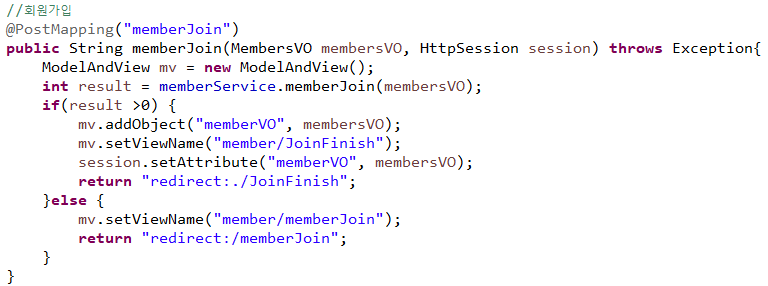 //회원가입
@PostMapping("memberJoin")
public String memberJoin(MembersVO membersVO, HttpSession session) throws Exception{
    ModelAndView mv = new ModelAndView();
    int result = memberService.memberJoin(membersVO);
    if(result >0) {
        mv.addObject("memberVO", membersVO);
        mv.setViewName("member/JoinFinish");
        session.setAttribute("memberVO", membersVO);
        return "redirect:./JoinFinish";
    }else {
        mv.setViewName("member/memberJoin");
        return "redirect:/memberJoin";
    }
}